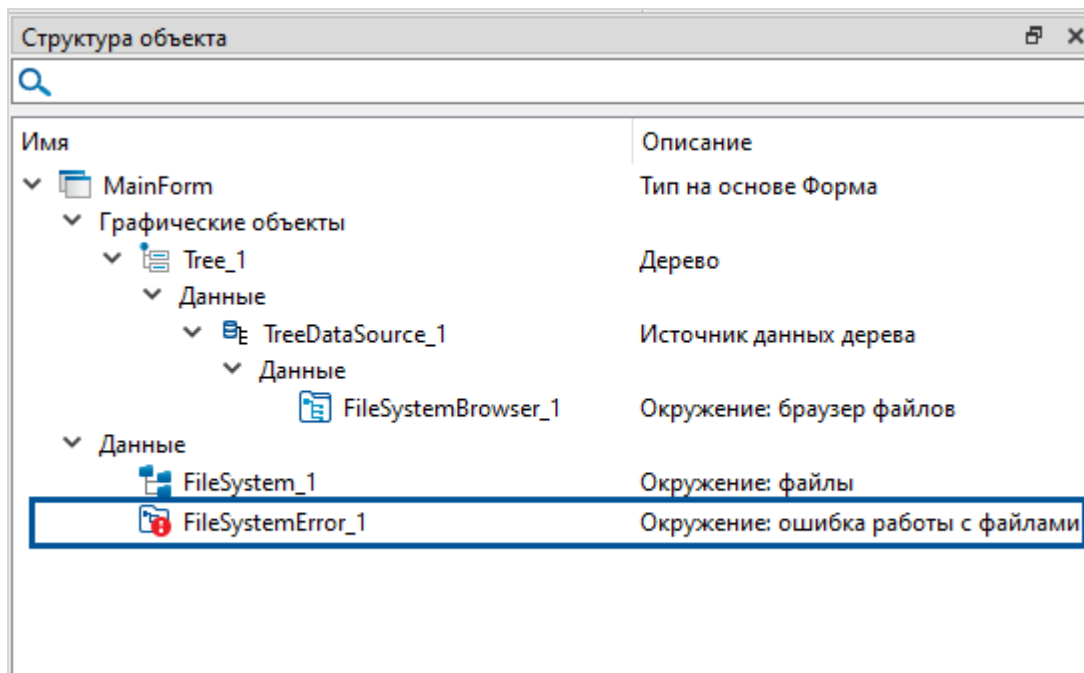 Структура объекта
Имя Описание
MainForm Тип на основе Форма
Графические объекты
Tree_1 Дерево
Данные
TreeDataSource_1 Источник данных дерева
Данные
FileSystemBrowser_1 Окружение: браузер файлов
Данные
FileSystem_1 Окружение: файлы
FileSystemError_1 Окружение: ошибка работы с файлами